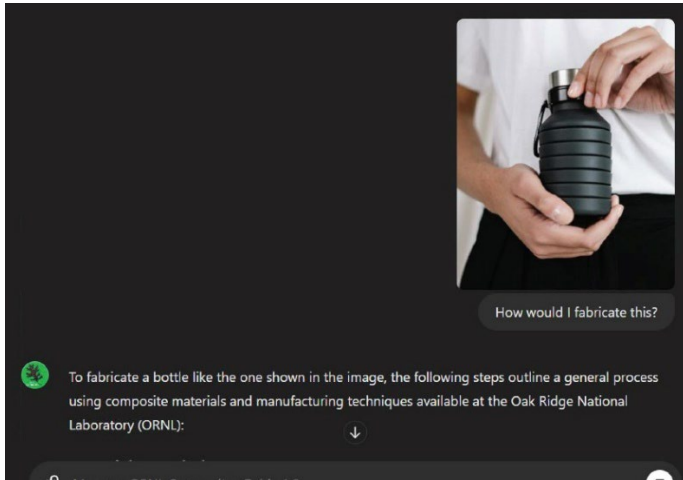 How would I fabricate this?
To fabricate a bottle like the one shown in the image, the following steps outline a general process
using composite materials and manufacturing techniques available at the Oak Ridge National
Laboratory (ORNL):